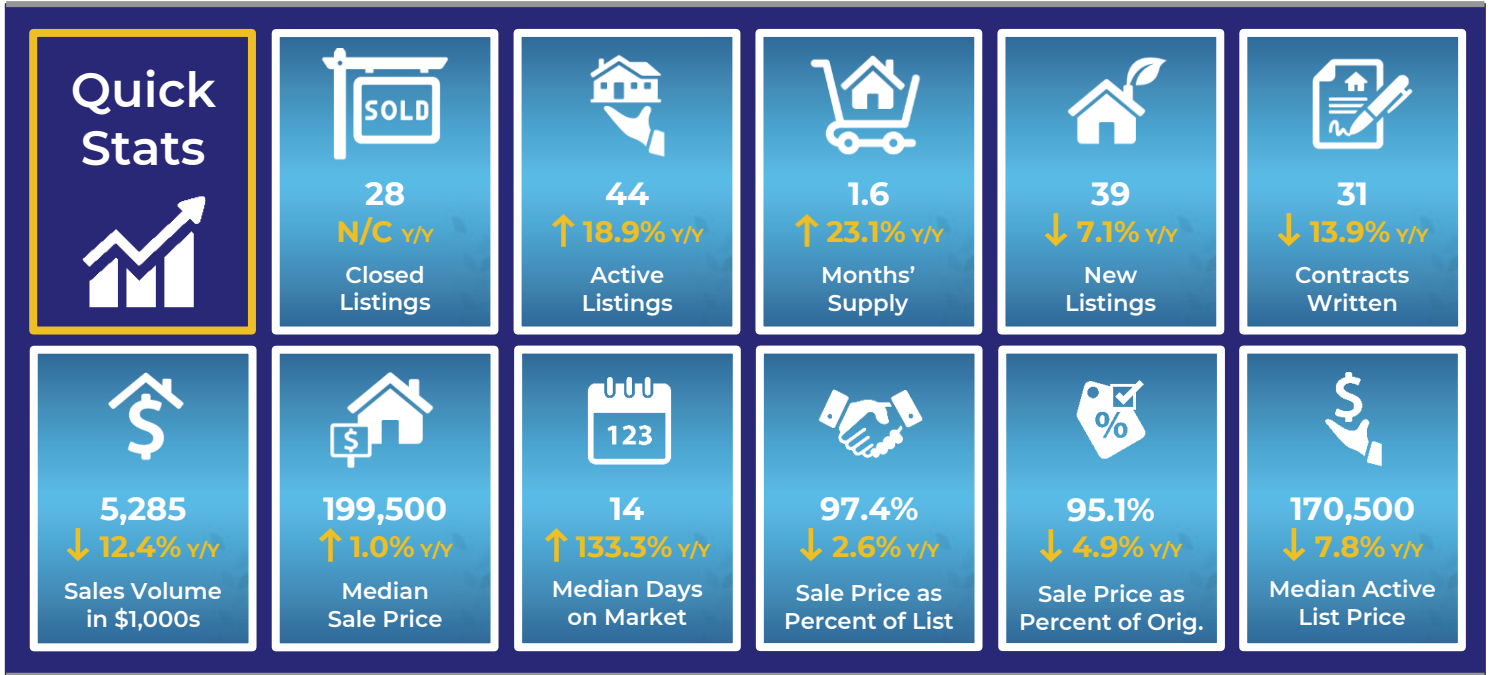 Quick
Stats
SOLD
28
N/C Y/Y
Closed
Listings
44
↑ 18.9% Y/Y
Active
Listings
1.6
↑ 23.1% Y/Y
Months’
Supply
39
↓ 7.1% Y/Y
New
Listings
31
↓ 13.9% Y/Y
Contracts
Written
$
5,285
↓ 12.4% Y/Y
Sales Volume
in $1,000s
$
199,500
↑ 1.0% Y/Y
Median
Sale Price
123
14
↑ 133.3% Y/Y
Median Days
on Market
97.4%
↓ 2.6% Y/Y
Sale Price as
Percent of List
%
95.1%
↓ 4.9% Y/Y
Sale Price as
Percent of Orig.
$
170,500
↓ 7.8% Y/Y
Median Active
List Price